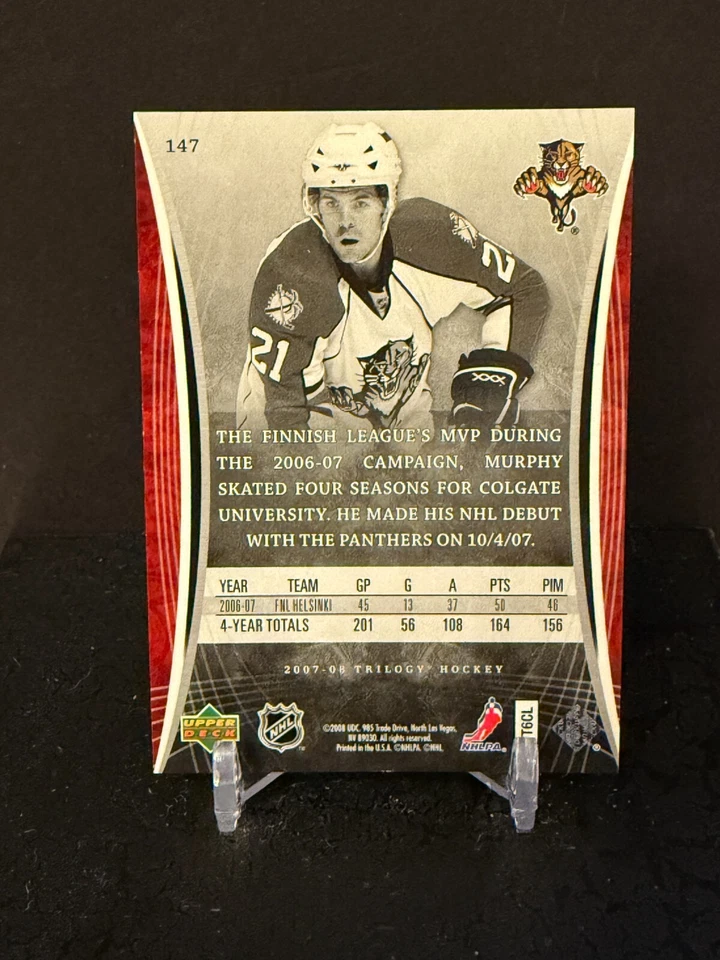 147
21
21
THE FINNISH LEAGUE'S MVP DURING
THE 2006-07 CAMPAIGN, MURPHY
SKATED FOUR SEASONS FOR COLGATE
UNIVERSITY. HE MADE HIS NHL DEBUT
WITH THE PANTHERS ON 10/4/07.
YEAR TEAM GP G A PTS PIM
2006-07 FNL HELSINKI 45 13 37 50 46
4-YEAR TOTALS 201 56 108 164 156
2007-08 TRILOGY HOCKEY
UPPER
DECK
NHL
TM
©2008 UDC. 985 Trade Drive, North Las Vegas,
NV 89030. All rights reserved.
Printed in the U.S.A. ©NHLPA. ©NHL.
NHLPA.
T6CL
®